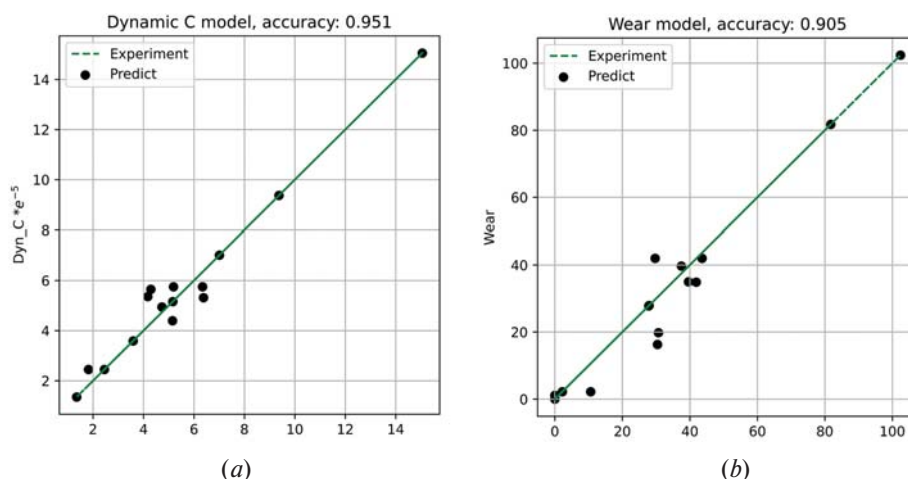 Dynamic C model, accuracy: 0.951
Experiment
Predict
14
12
10
8
6
4
2
Dyn_C *e⁻⁵
2 4 6 8 10 12 14
(a)
Wear model, accuracy: 0.905
Experiment
Predict
100
80
60
40
20
0
Wear
0 20 40 60 80 100
(b)